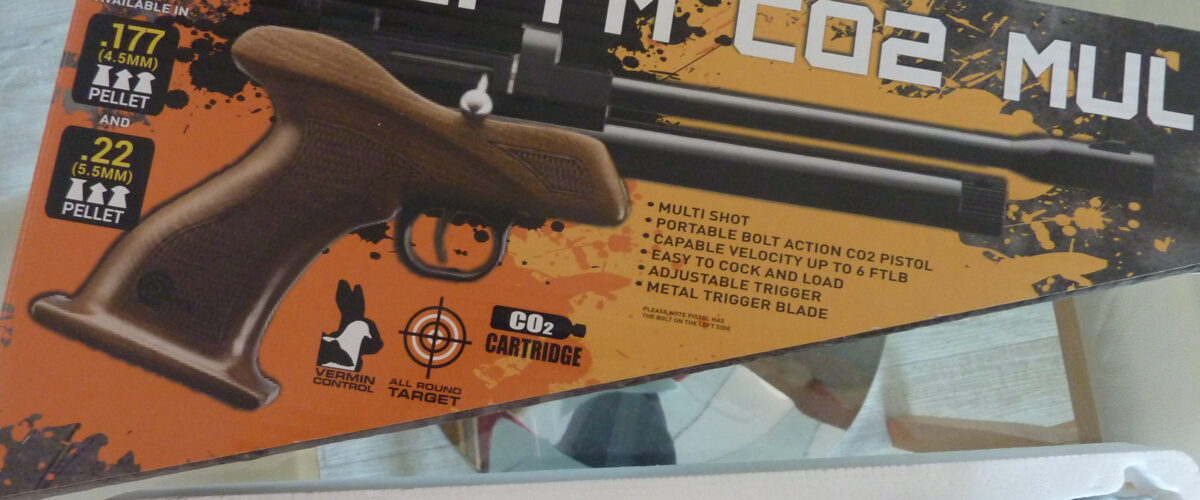 AVAILABLE IN
.177
(4.5MM)
PELLET
AND
.22
(5.5MM)
PELLET
CO2 MUL
• MULTI SHOT
• PORTABLE BOLT ACTION CO2 PISTOL
• CAPABLE VELOCITY UP TO 6 FTLB
• EASY TO COCK AND LOAD
• ADJUSTABLE TRIGGER
• METAL TRIGGER BLADE
PLEASE NOTE PISTOL HAS
THE BOLT ON THE LEFT SIDE
VERMIN
CONTROL
ALL ROUND
TARGET
CO2
CARTRIDGE